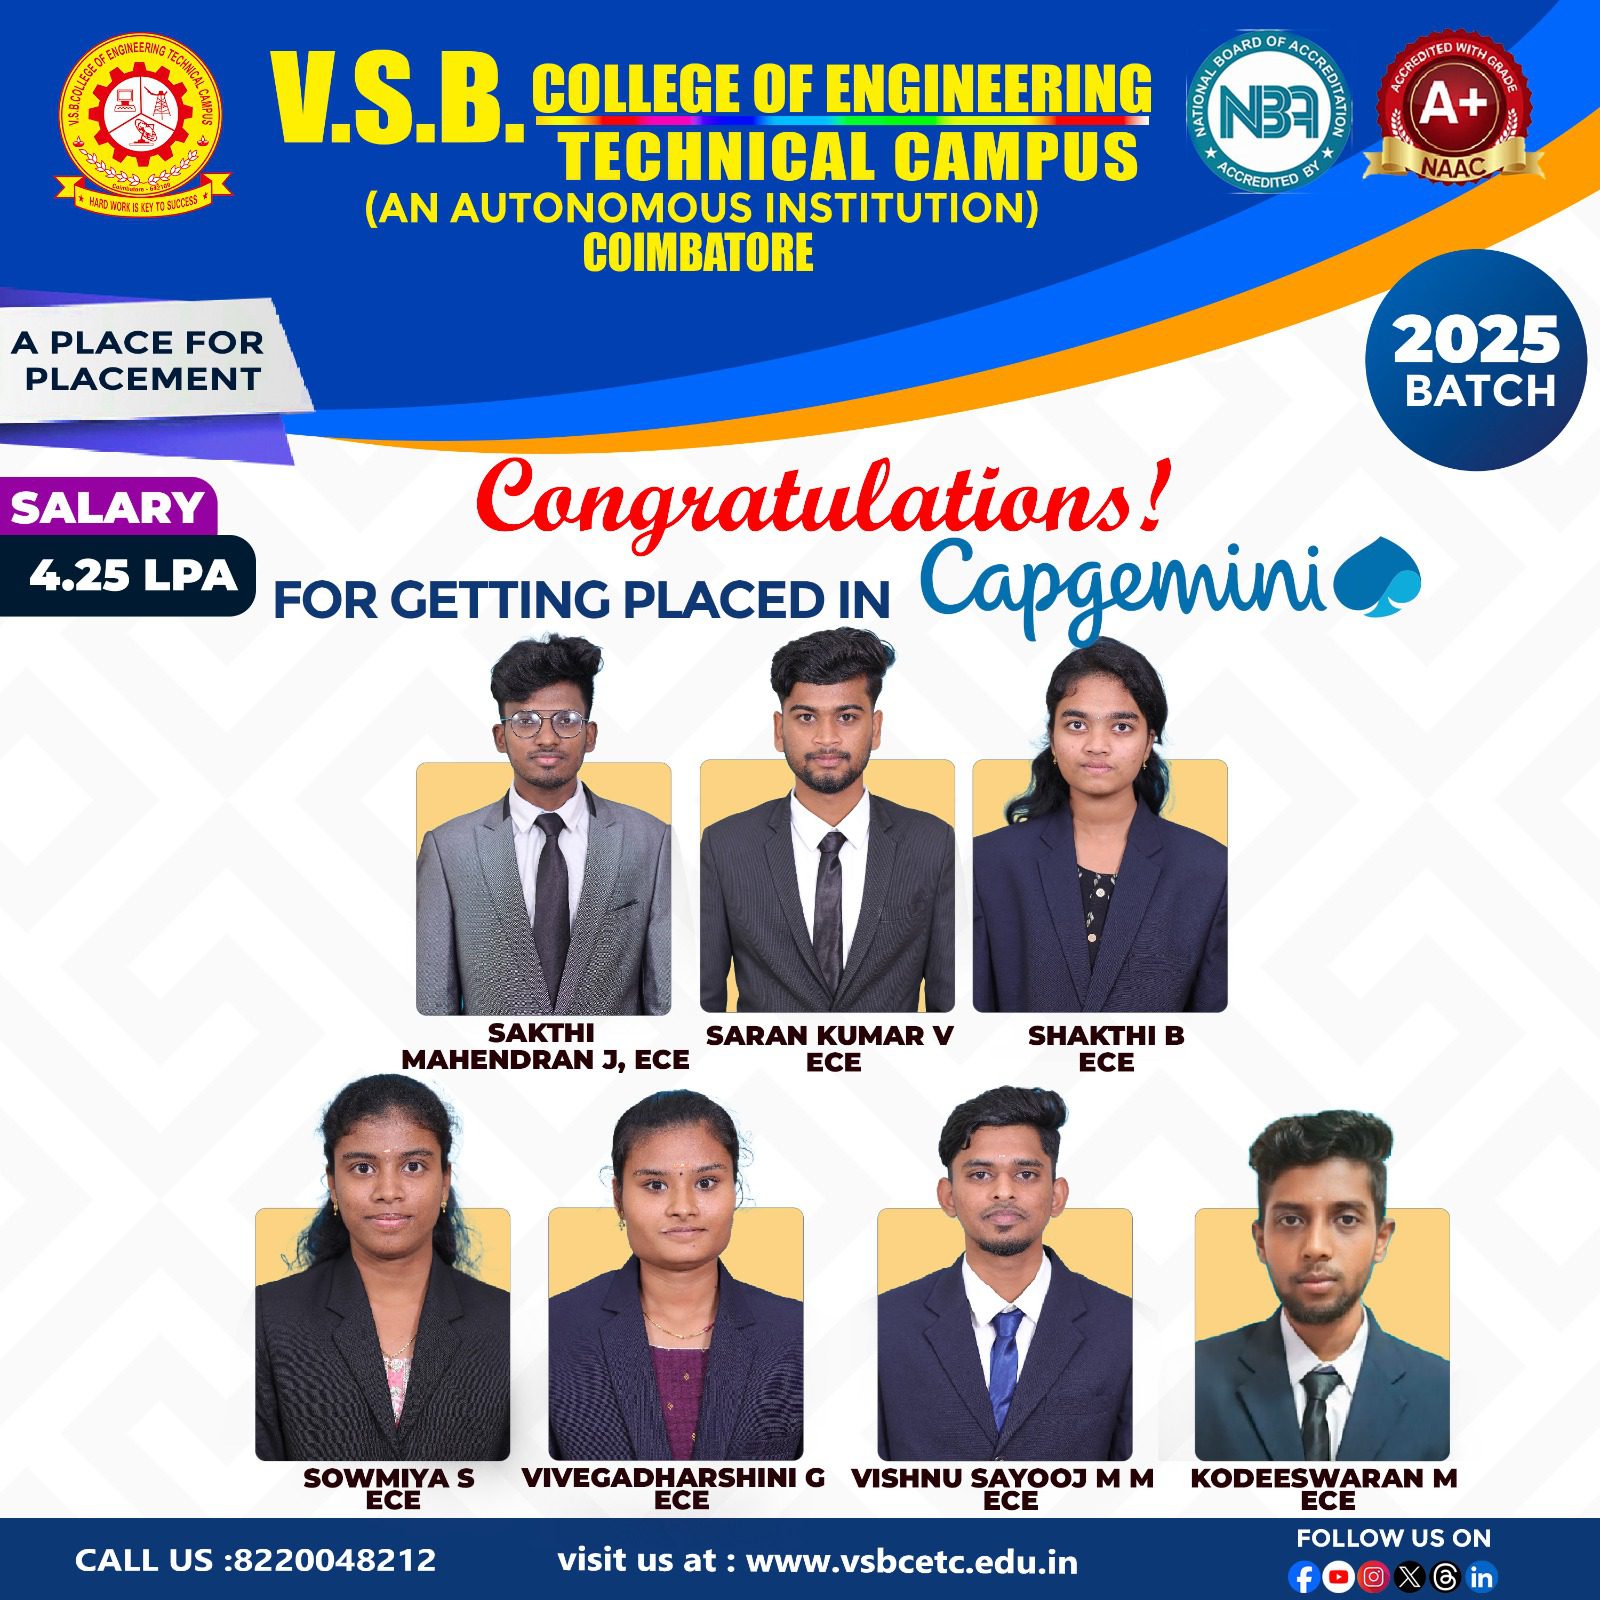 V.S.B.COLLEGE OF ENGINEERING TECHNICAL CAMPUS
Coimbatore - 642109
★ HARD WORK IS KEY TO SUCCESS ★
V.S.B. COLLEGE OF ENGINEERING
TECHNICAL CAMPUS
(AN AUTONOMOUS INSTITUTION)
COIMBATORE
NATIONAL BOARD OF ACCREDITATION
NBA
★ ACCREDITED BY ★
ACCREDITED WITH GRADE
A+
NAAC
A PLACE FOR
PLACEMENT
2025
BATCH
SALARY
4.25 LPA
Congratulations!
FOR GETTING PLACED IN Capgemini
SAKTHI
MAHENDRAN J, ECE
SARAN KUMAR V
ECE
SHAKTHI B
ECE
SOWMIYA S
ECE
VIVEGADHARSHINI G
ECE
VISHNU SAYOOJ M M
ECE
KODEESWARAN M
ECE
CALL US :8220048212
visit us at : www.vsbcetc.edu.in
FOLLOW US ON